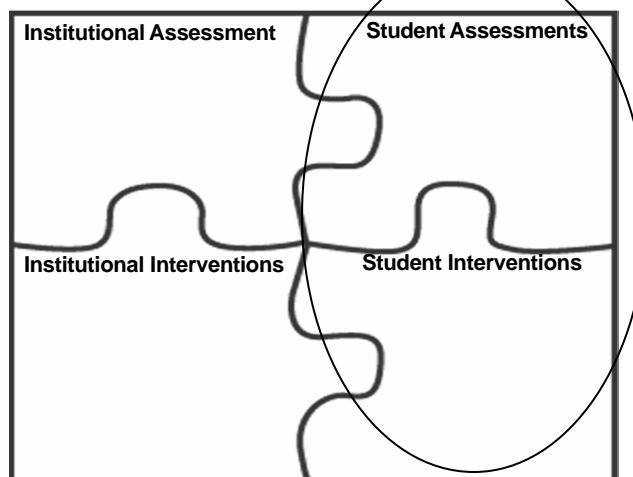 Institutional Assessment
Student Assessments
Institutional Interventions
Student Interventions